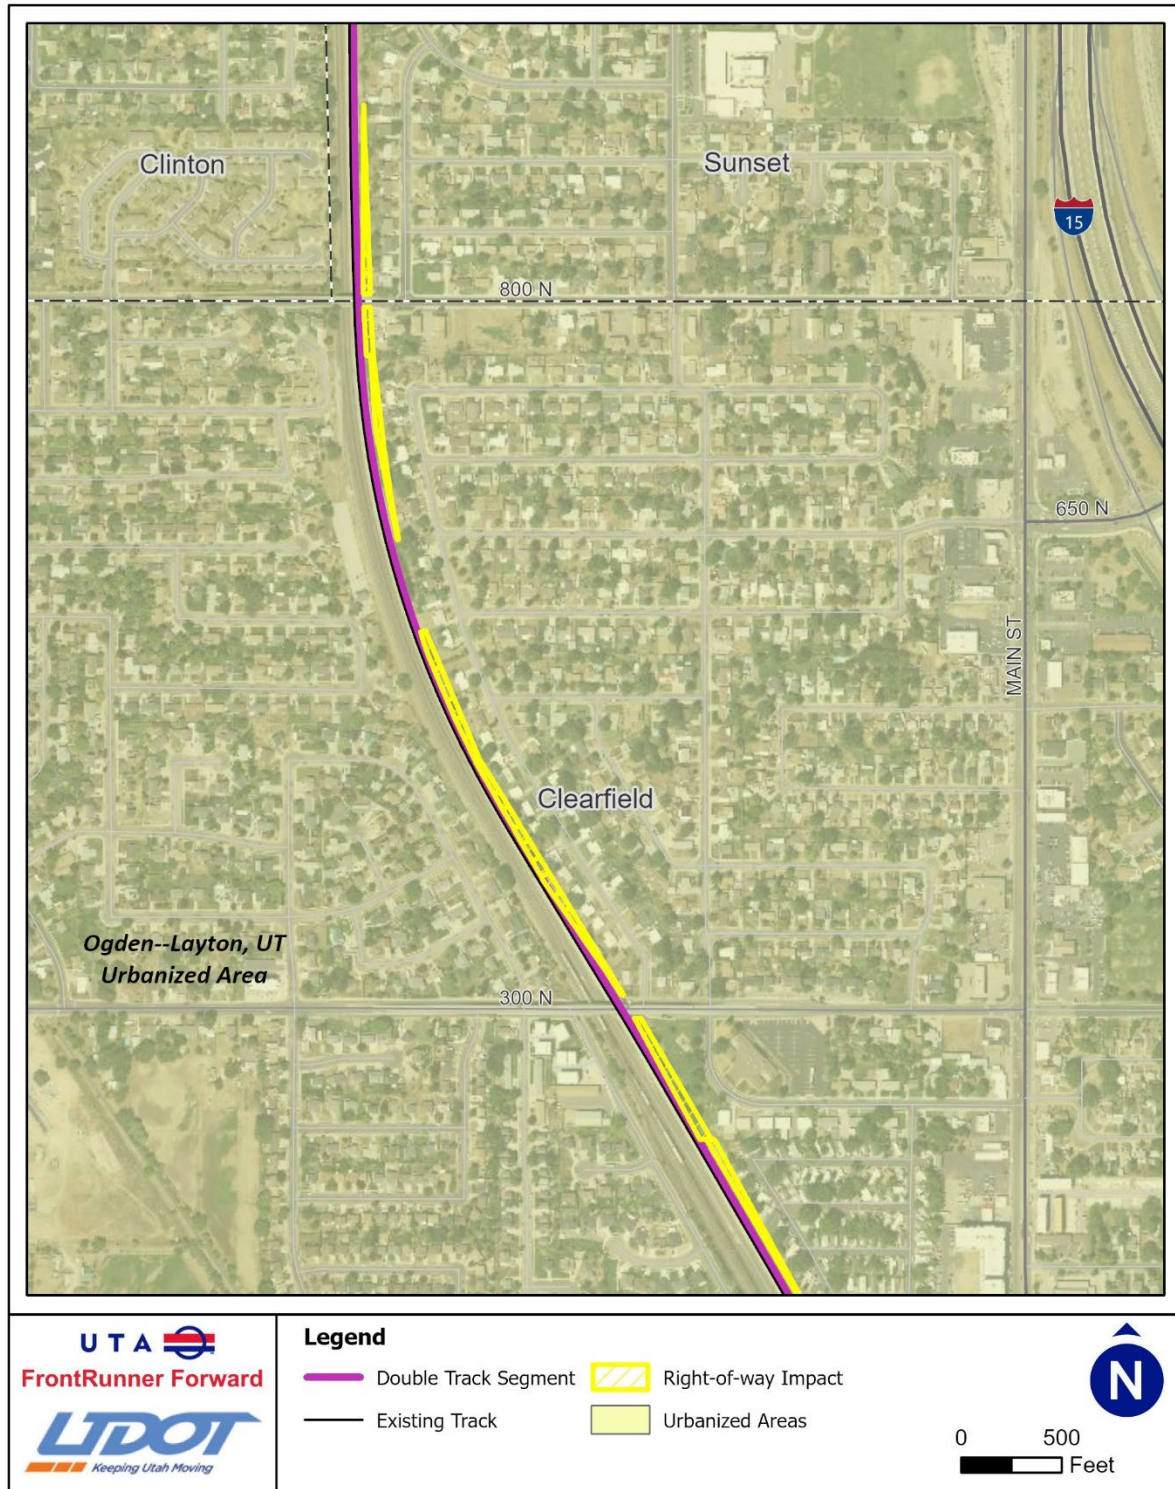 Clinton
Sunset
15
800 N
650 N
MAIN ST
Clearfield
Ogden--Layton, UT
Urbanized Area
300 N
UTA
FrontRunner Forward
UDOT
Keeping Utah Moving
Legend
Double Track Segment
Right-of-way Impact
Existing Track
Urbanized Areas
N
0 500
Feet